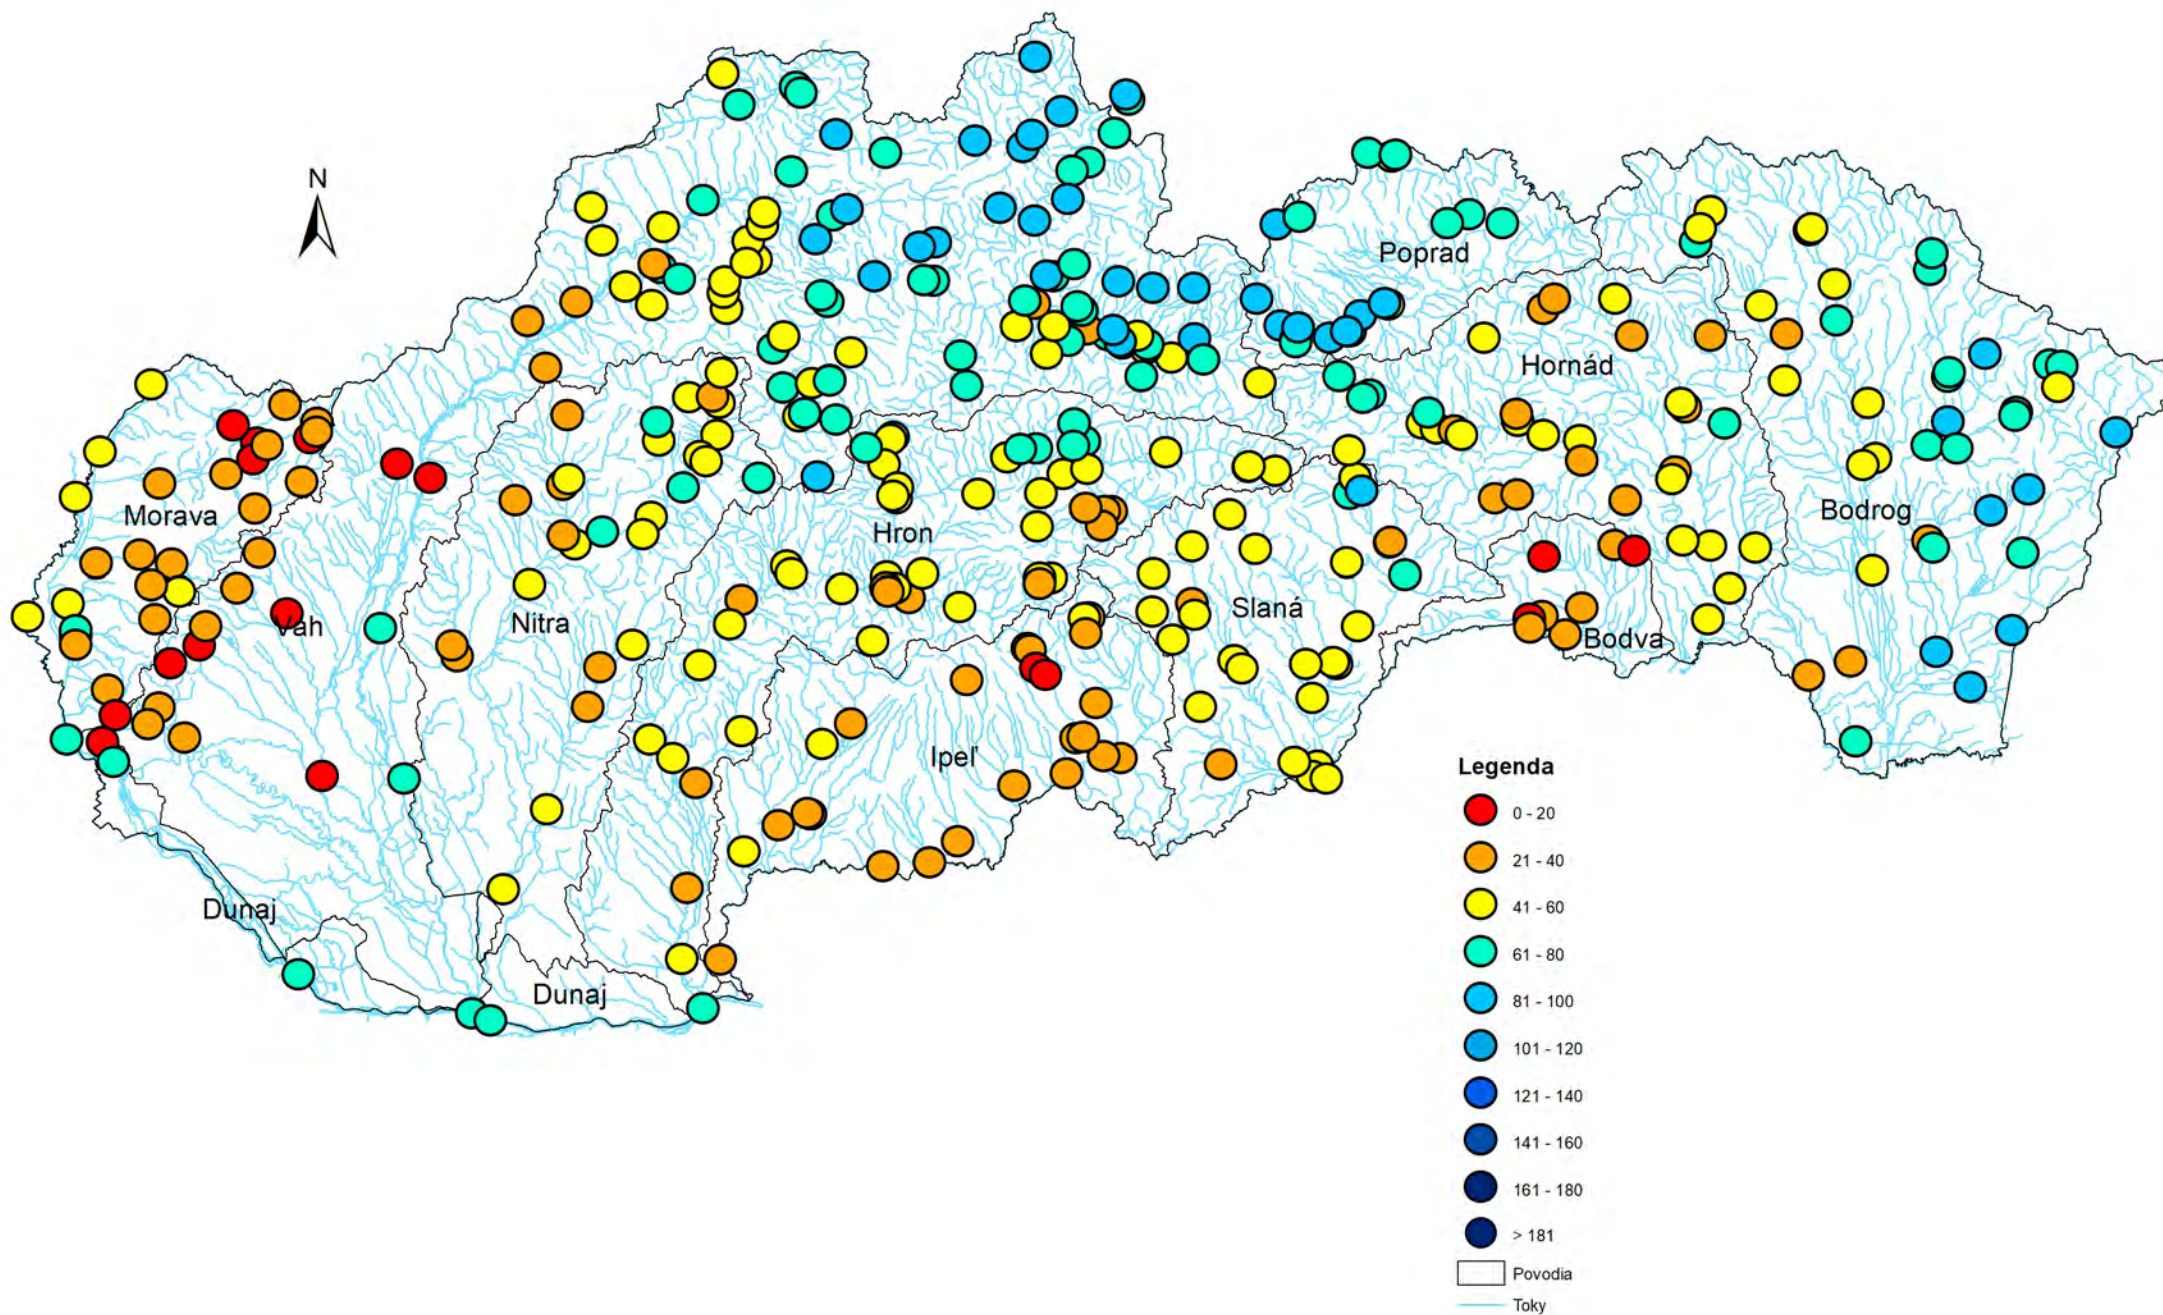 N
Poprad
Hornád
Bodrog
Morava
Hron
Slaná
Váh
Nitra
Bodva
Ipeľ
Dunaj
Dunaj
Legenda
0 - 20
21 - 40
41 - 60
61 - 80
81 - 100
101 - 120
121 - 140
141 - 160
161 - 180
> 181
Povodia
Toky